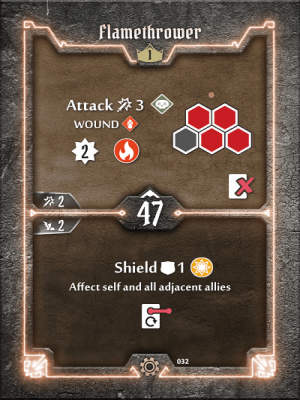 Flamethrower
1
Attack 3
WOUND
2
2
47
2
Shield 1
Affect self and all adjacent allies
032